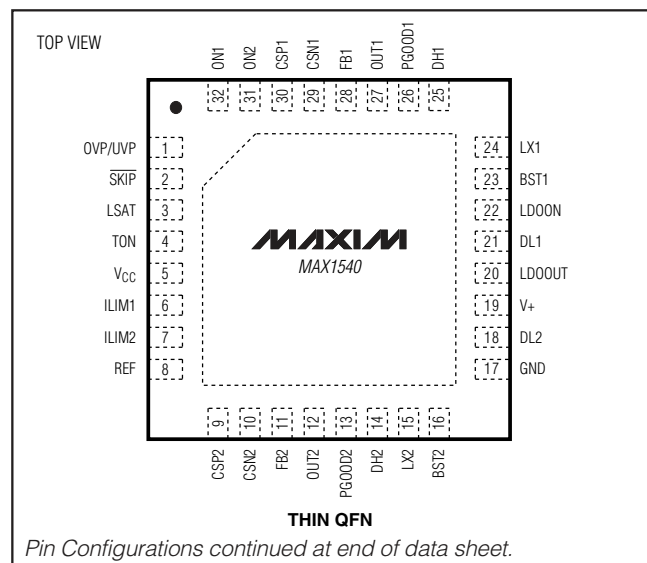 TOP VIEW
ON1
ON2
CSP1
CSN1
FB1
OUT1
PGOOD1
DH1
32
31
30
29
28
27
26
25
OVP/UVP 1
SKIP 2
LSAT 3
TON 4
VCC 5
ILIM1 6
ILIM2 7
REF 8
MAXIM
MAX1540
24 LX1
23 BST1
22 LDOON
21 DL1
20 LDOOUT
19 V+
18 DL2
17 GND
9
10
11
12
13
14
15
16
CSP2
CSN2
FB2
OUT2
PGOOD2
DH2
LX2
BST2
THIN QFN
Pin Configurations continued at end of data sheet.